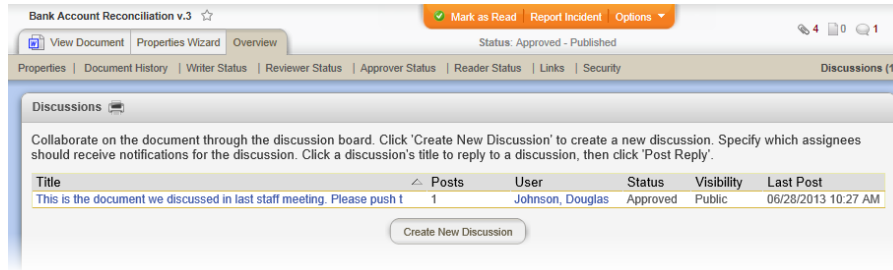 Bank Account Reconciliation v.3
Mark as Read Report Incident Options
4 0 1
View Document Properties Wizard Overview
Status: Approved - Published
Properties | Document History | Writer Status | Reviewer Status | Approver Status | Reader Status | Links | Security Discussions (1
Discussions
Collaborate on the document through the discussion board. Click 'Create New Discussion' to create a new discussion. Specify which assignees
should receive notifications for the discussion. Click a discussion's title to reply to a discussion, then click 'Post Reply'.
Title Posts User Status Visibility Last Post
This is the document we discussed in last staff meeting. Please push t 1 Johnson, Douglas Approved Public 06/28/2013 10:27 AM
Create New Discussion